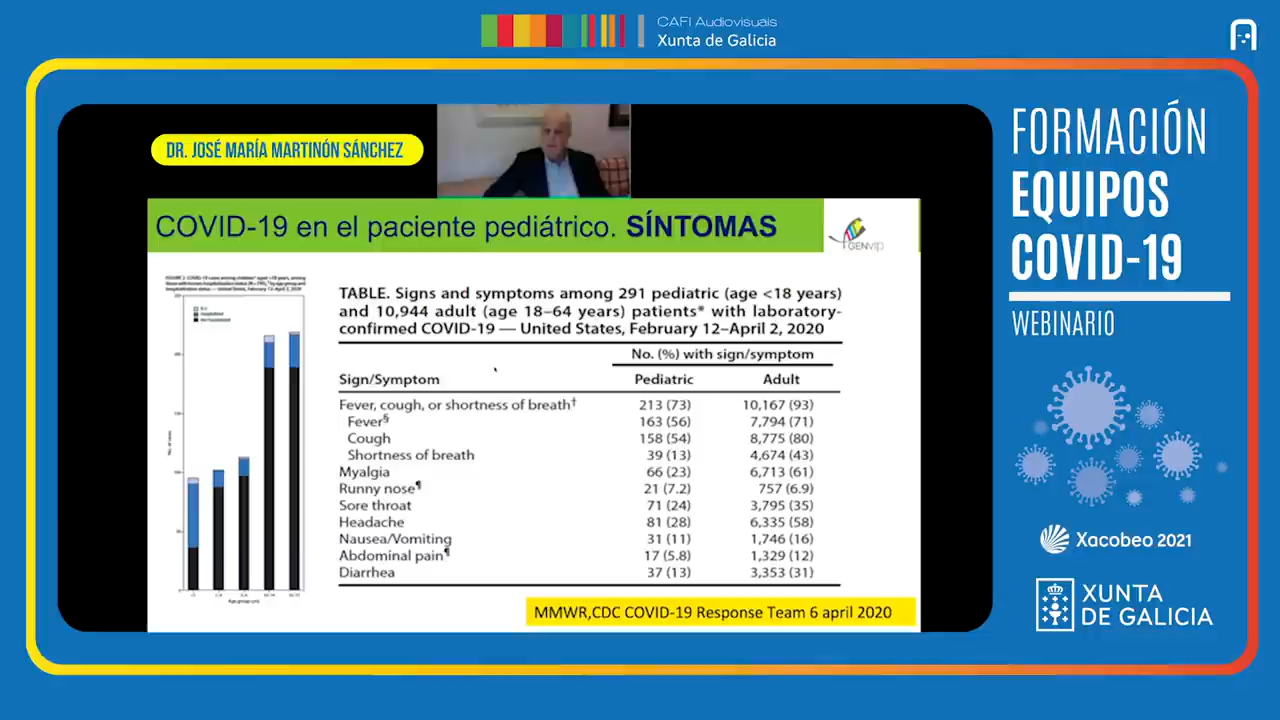 CAFI Audiovisuais
Xunta de Galicia
DR. JOSÉ MARÍA MARTINÓN SÁNCHEZ
COVID-19 en el paciente pediátrico. SÍNTOMAS
GENVIP
TABLE. Signs and symptoms among 291 pediatric (age <18 years)
and 10,944 adult (age 18–64 years) patients* with laboratory-
confirmed COVID-19 — United States, February 12–April 2, 2020
No. (%) with sign/symptom
Sign/Symptom Pediatric Adult
Fever, cough, or shortness of breath† 213 (73) 10,167 (93)
Fever§ 163 (56) 7,794 (71)
Cough 158 (54) 8,775 (80)
Shortness of breath 39 (13) 4,674 (43)
Myalgia 66 (23) 6,713 (61)
Runny nose¶ 21 (7.2) 757 (6.9)
Sore throat 71 (24) 3,795 (35)
Headache 81 (28) 6,335 (58)
Nausea/Vomiting 31 (11) 1,746 (16)
Abdominal pain¶ 17 (5.8) 1,329 (12)
Diarrhea 37 (13) 3,353 (31)
MMWR,CDC COVID-19 Response Team 6 april 2020
FORMACIÓN
EQUIPOS
COVID-19
WEBINARIO
Xacobeo 2021
XUNTA
DE GALICIA